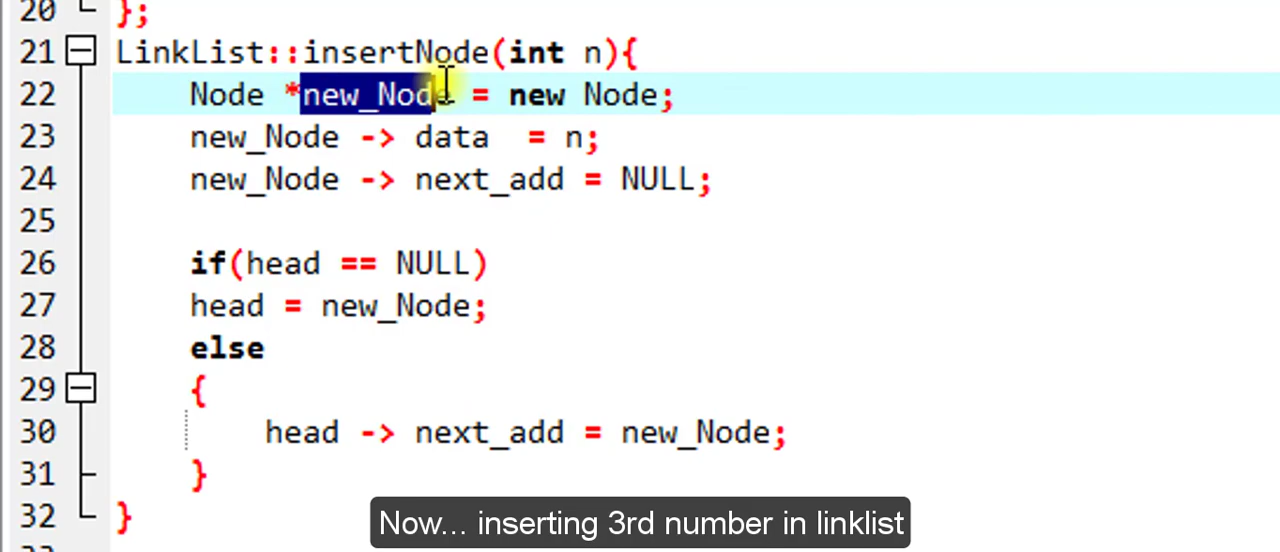 20 };
21 LinkList::insertNode(int n){
22 Node *new_Node = new Node;
23 new_Node -> data = n;
24 new_Node -> next_add = NULL;
25
26 if(head == NULL)
27 head = new_Node;
28 else
29 {
30 head -> next_add = new_Node;
31 }
32 }
Now... inserting 3rd number in linklist